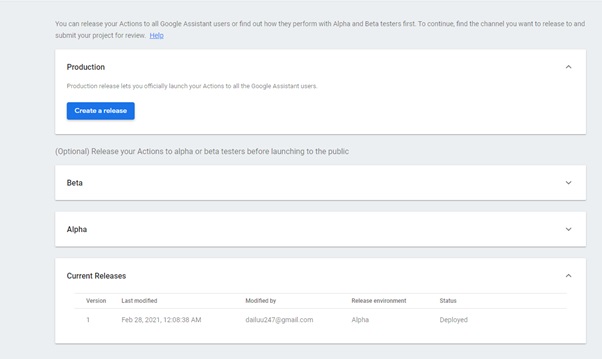 You can release your Actions to all Google Assistant users or find out how they perform with Alpha and Beta testers first. To continue, find the channel you want to release to and
submit your project for review. Help
Production
Production release lets you officially launch your Actions to all the Google Assistant users.
Create a release
(Optional) Release your Actions to alpha or beta testers before launching to the public
Beta
Alpha
Current Releases
Version Last modified Modified by Release environment Status
1 Feb 28, 2021, 12:08:38 AM dailuu247@gmail.com Alpha Deployed